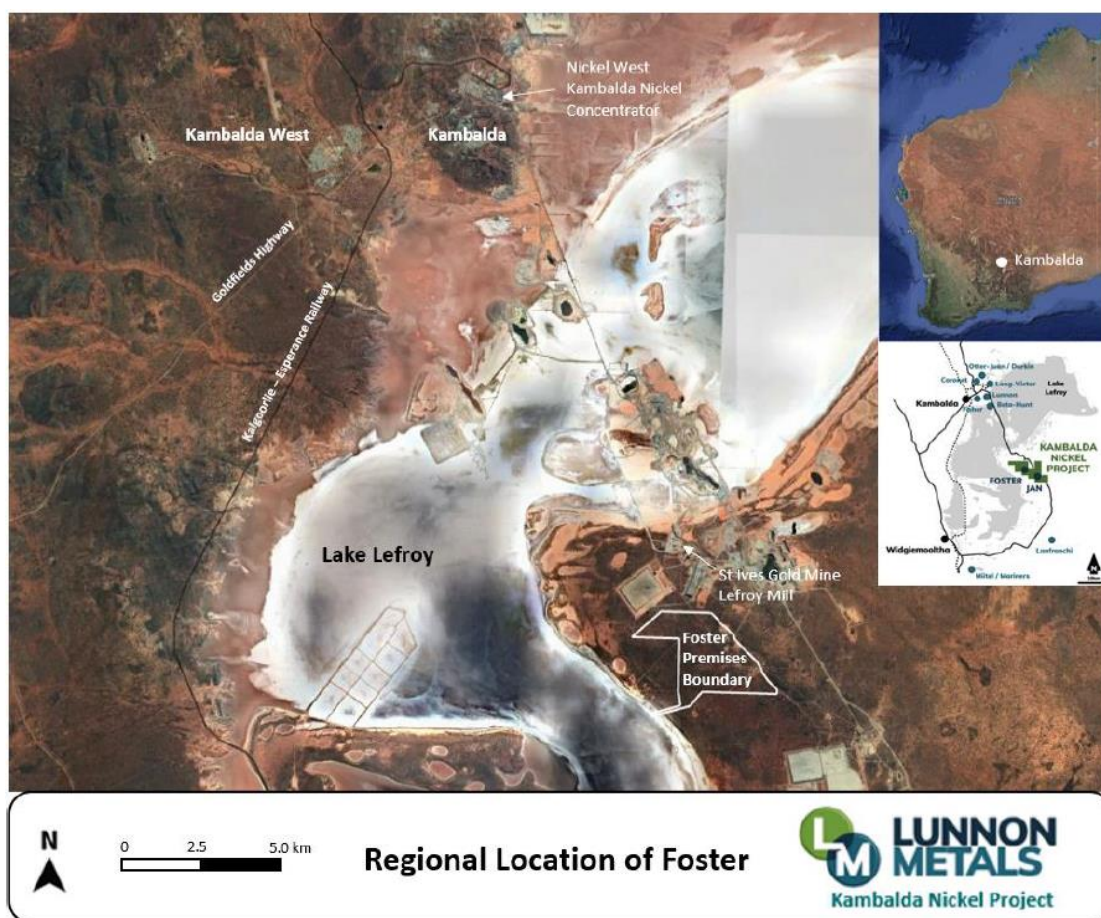 Nickel West
Kambalda Nickel
Concentrator
Kambalda West
Kambalda
Goldfields Highway
Kalgoorlie – Esperance Railway
Lake Lefroy
St Ives Gold Mine
Lefroy Mill
Foster
Premises
Boundary
Kambalda
Otter-Juan / Durkin
Coronet
Long-Victor
Lake
Lefroy
Kambalda
Lunnon
Fisher
Beta-Hunt
KAMBALDA
NICKEL
PROJECT
FOSTER
JAN
Widgiemooltha
Lanfranchi
Miitel / Mariners
N
N
0 2.5 5.0 km
Regional Location of Foster
LM
LUNNON
METALS
Kambalda Nickel Project